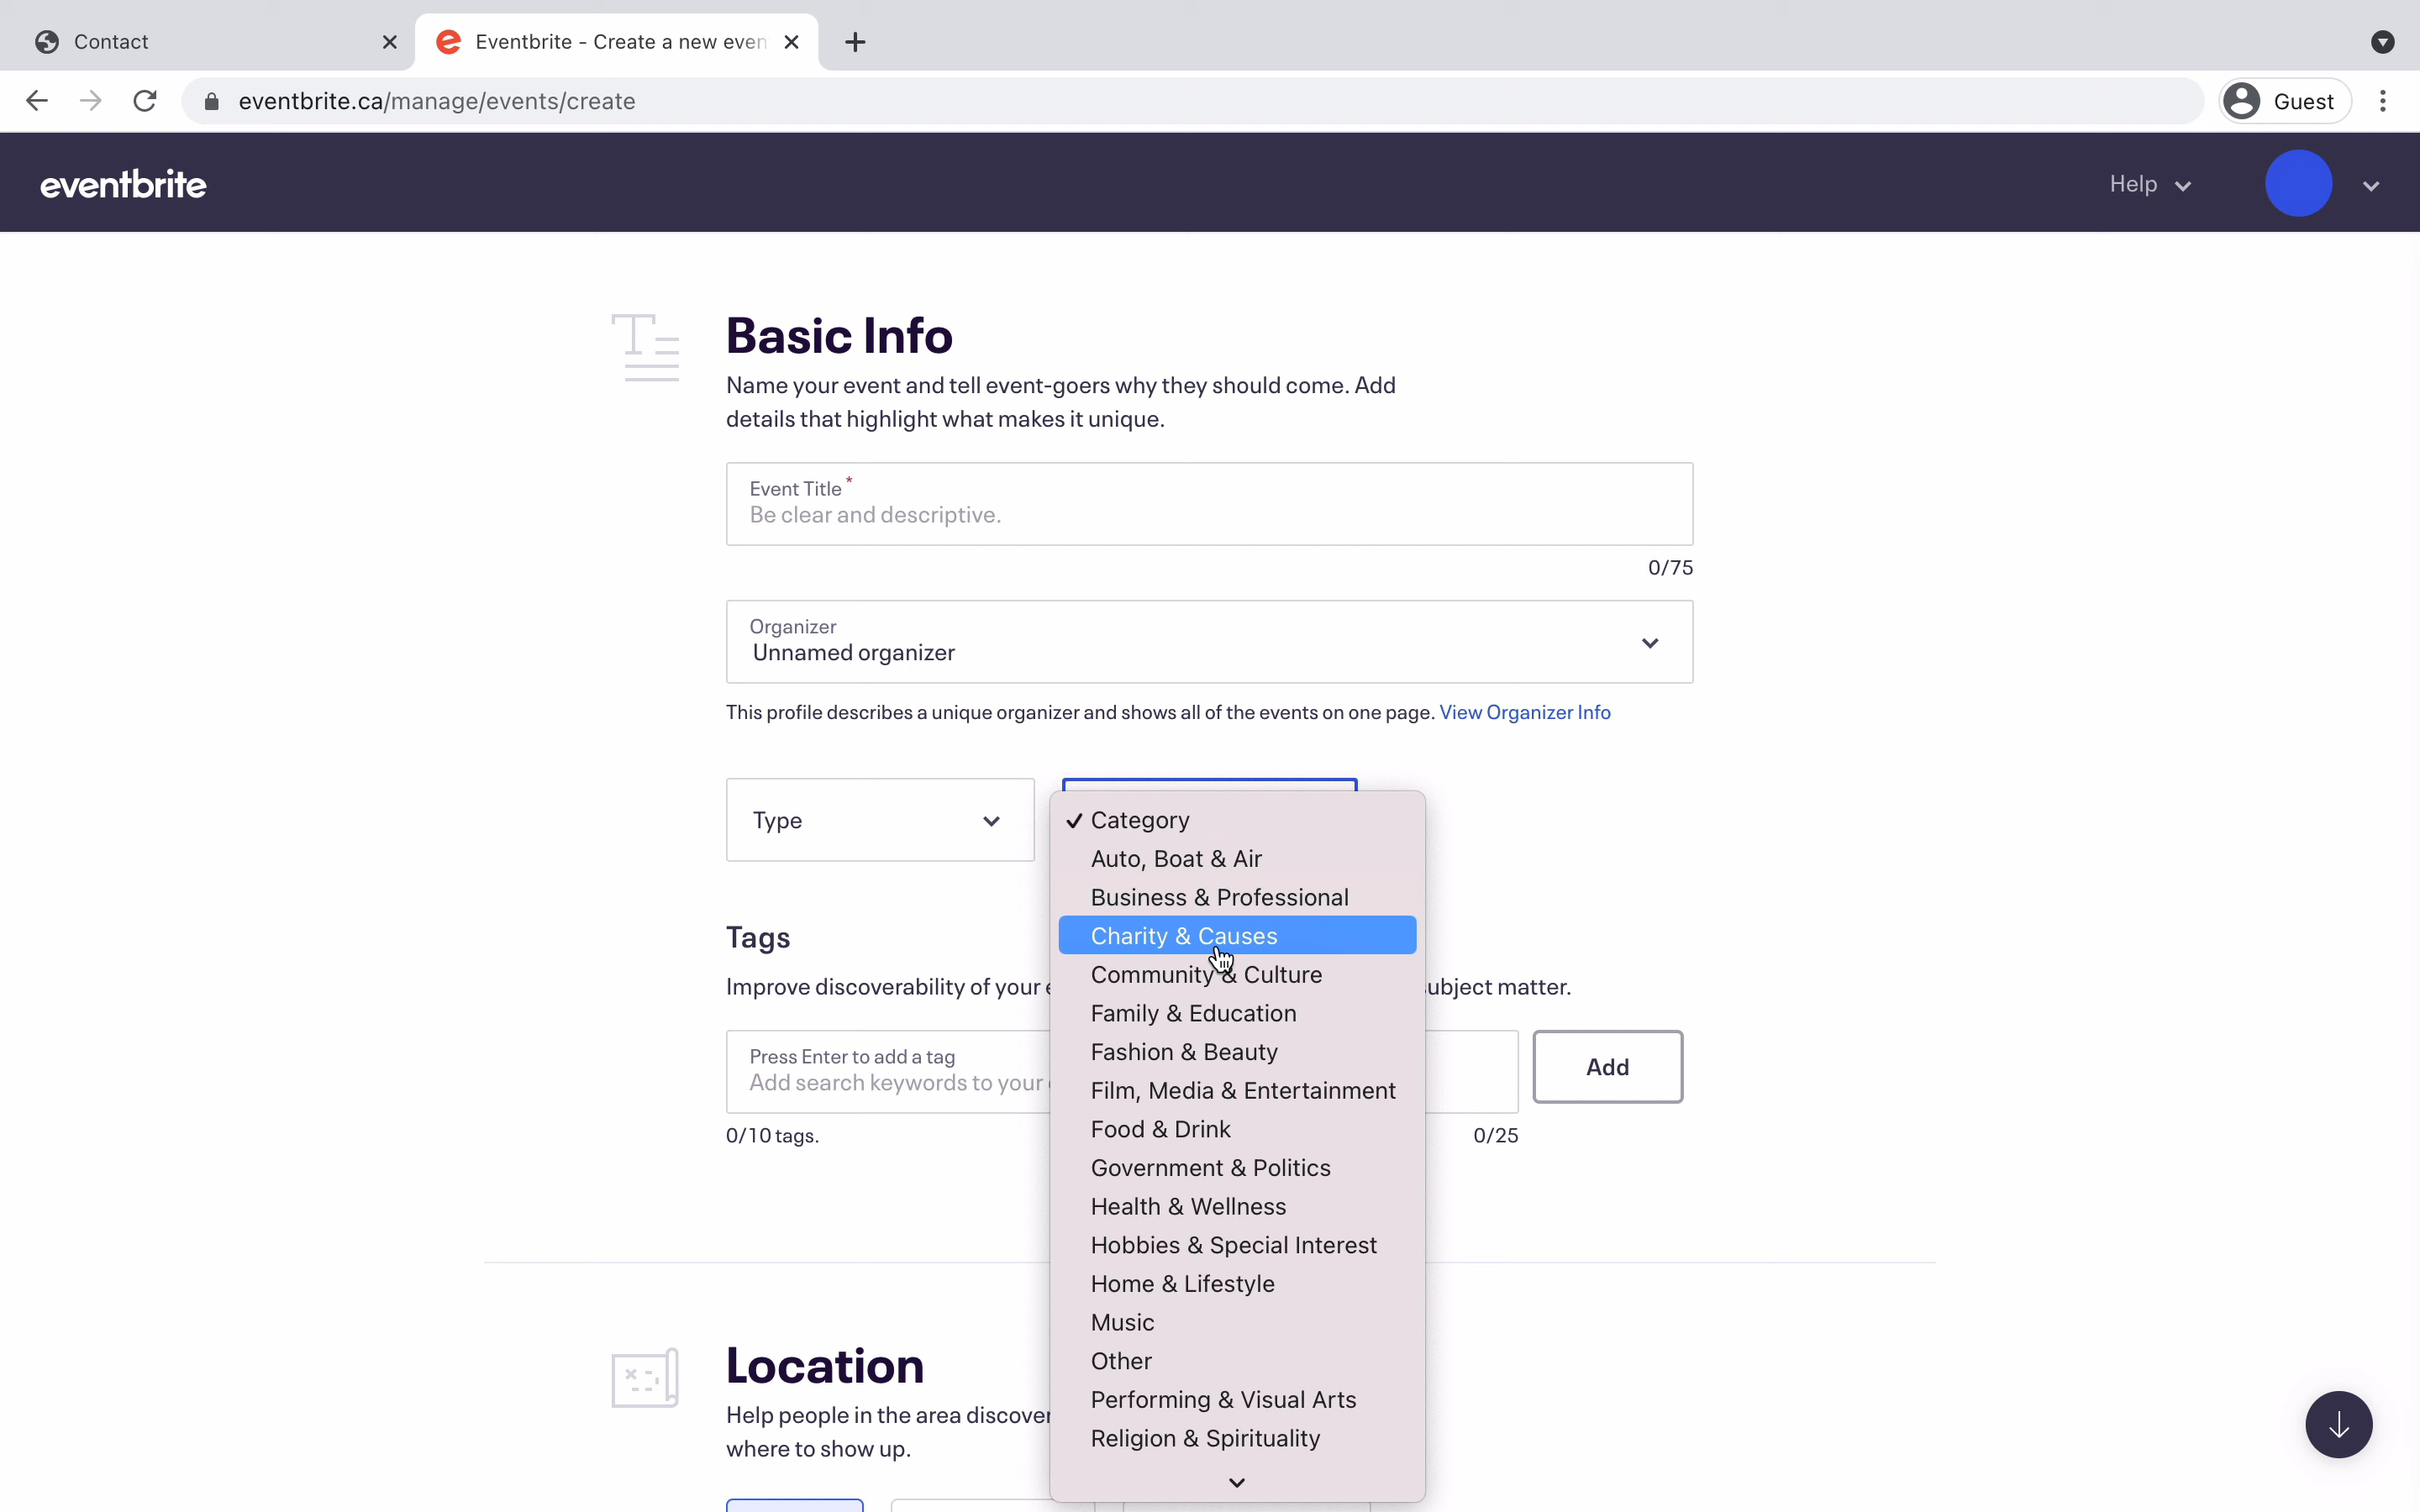 Contact
Eventbrite - Create a new even
eventbrite.ca/manage/events/create
Guest
eventbrite
Help
Basic Info
Name your event and tell event-goers why they should come. Add
details that highlight what makes it unique.
Event Title *
Be clear and descriptive.
0/75
Organizer
Unnamed organizer
This profile describes a unique organizer and shows all of the events on one page. View Organizer Info
Type
✓ Category
Auto, Boat & Air
Business & Professional
Charity & Causes
Community & Culture
Family & Education
Fashion & Beauty
Film, Media & Entertainment
Food & Drink
Government & Politics
Health & Wellness
Hobbies & Special Interest
Home & Lifestyle
Music
Other
Performing & Visual Arts
Religion & Spirituality
Tags
Improve discoverability of your ubject matter.
Press Enter to add a tag
Add search keywords to your
Add
0/10 tags.
0/25
Location
Help people in the area discover
where to show up.